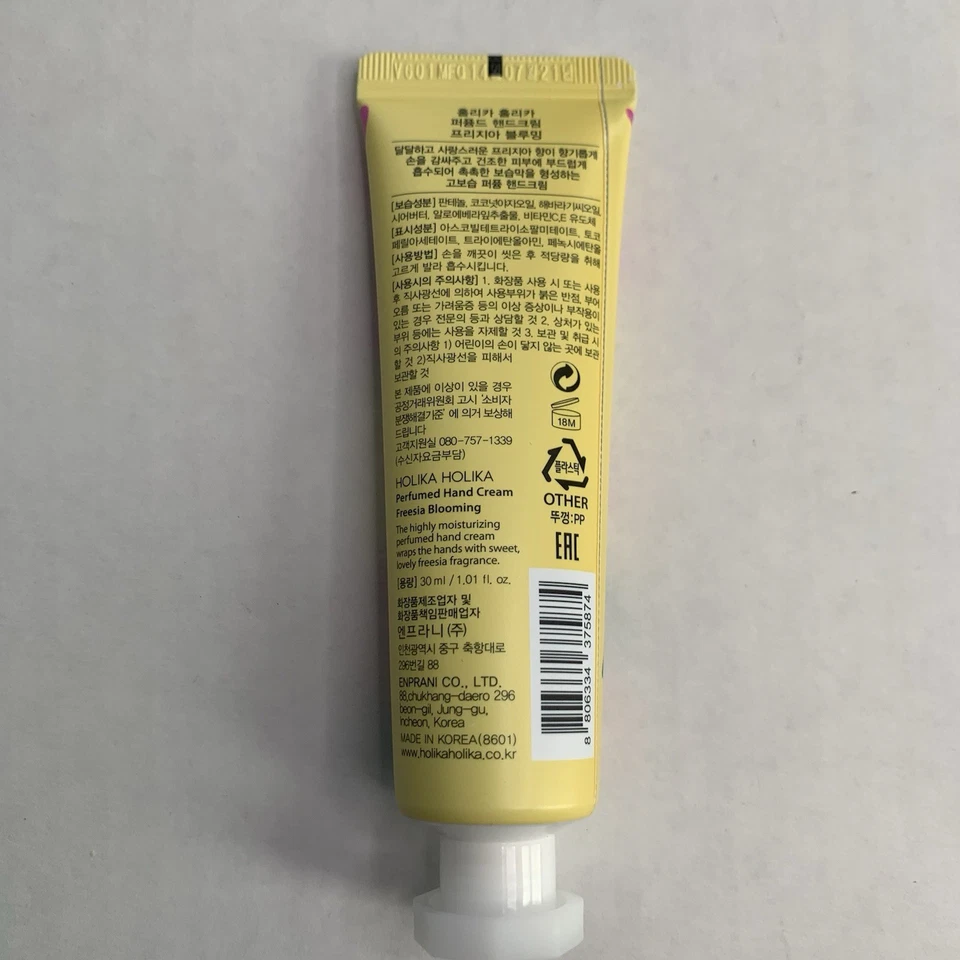 홀리카 홀리카
퍼퓸드 핸드크림
프리지아 블루밍
달달하고 사랑스러운 프리지아 향이 향기롭게
손을 감싸주고 건조한 피부에 부드럽게
흡수되어 촉촉한 보습막을 형성하는
고보습 퍼퓸 핸드크림
[보습성분] 판테놀, 코코넛야자오일, 해바라기씨오일,
시어버터, 알로에베라잎추출물, 비타민C,E 유도체
[표시성분] 아스코빌테트라이소팔미테이트, 토코
페릴아세테이트, 트라이에탄올아민, 페녹시에탄올
[사용방법] 손을 깨끗이 씻은 후 적당량을 취해
고르게 발라 흡수시킵니다.
[사용시의 주의사항] 1. 화장품 사용 시 또는 사용
후 직사광선에 의하여 사용부위가 붉은 반점, 부어
오름 또는 가려움증 등의 이상 증상이나 부작용이
있는 경우 전문의 등과 상담할 것 2. 상처가 있는
부위 등에는 사용을 자제할 것 3. 보관 및 취급 시
의 주의사항 1) 어린이의 손이 닿지 않는 곳에 보관
할 것 2)직사광선을 피해서
보관할 것
본 제품에 이상이 있을 경우
공정거래위원회 고시 '소비자
분쟁해결기준' 에 의거 보상해
드립니다
고객지원실 080-757-1339
(수신자요금부담)
18M
플라스틱
OTHER
뚜껑:PP
EAC
HOLIKA HOLIKA
Perfumed Hand Cream
Freesia Blooming
The highly moisturizing
perfumed hand cream
wraps the hands with sweet,
lovely freesia fragrance.
[용량] 30 ml / 1.01 fl. oz.
화장품제조업자 및
화장품책임판매업자
엔프라니 (주)
인천광역시 중구 축항대로
296번길 88
ENPRANI CO., LTD.
88,chukhang-daero 296
beon-gil, Jung-gu,
Incheon, Korea
MADE IN KOREA(8601)
www.holikaholika.co.kr
8 806334 375874